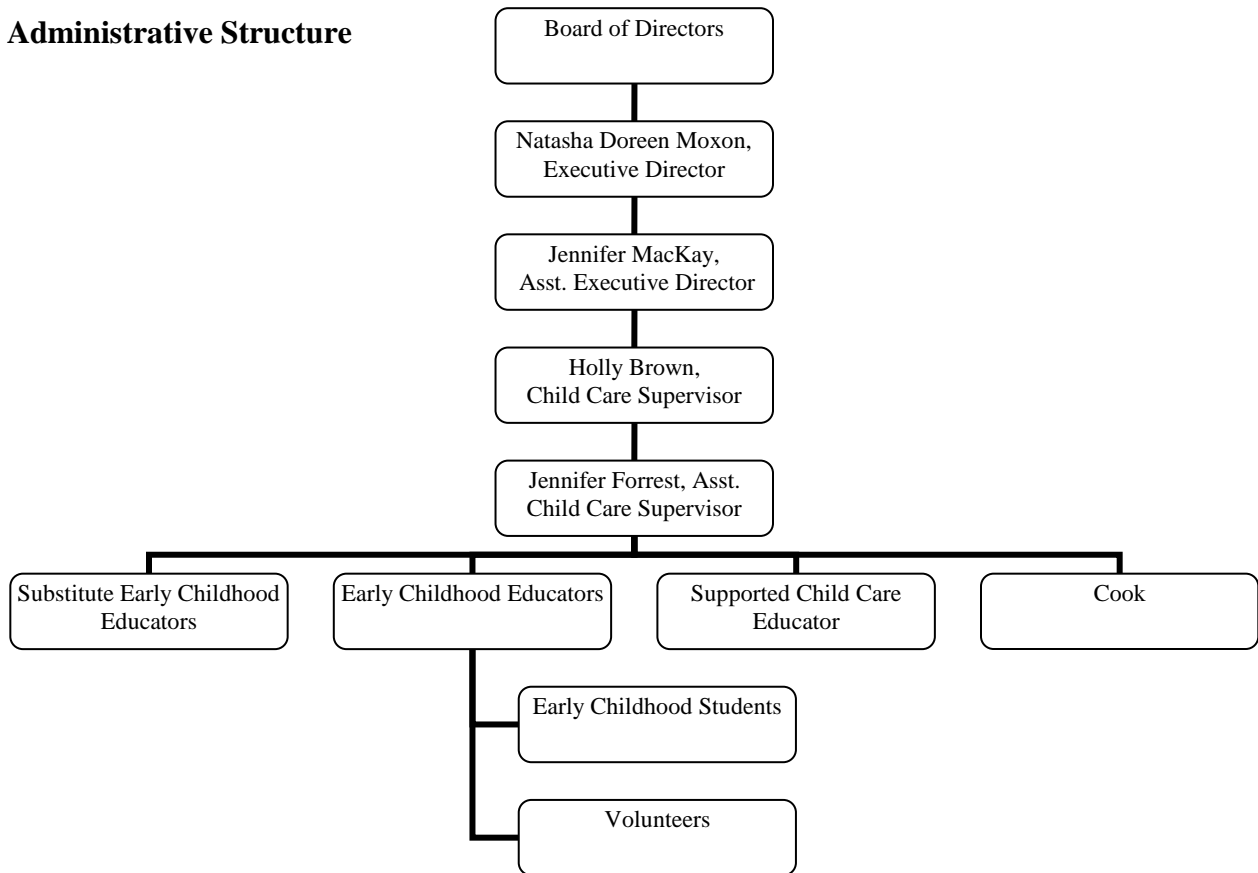 Administrative Structure
Board of Directors
Natasha Doreen Moxon,
Executive Director
Jennifer MacKay,
Asst. Executive Director
Holly Brown,
Child Care Supervisor
Jennifer Forrest, Asst.
Child Care Supervisor
Substitute Early Childhood
Educators
Early Childhood Educators
Supported Child Care
Educator
Cook
Early Childhood Students
Volunteers